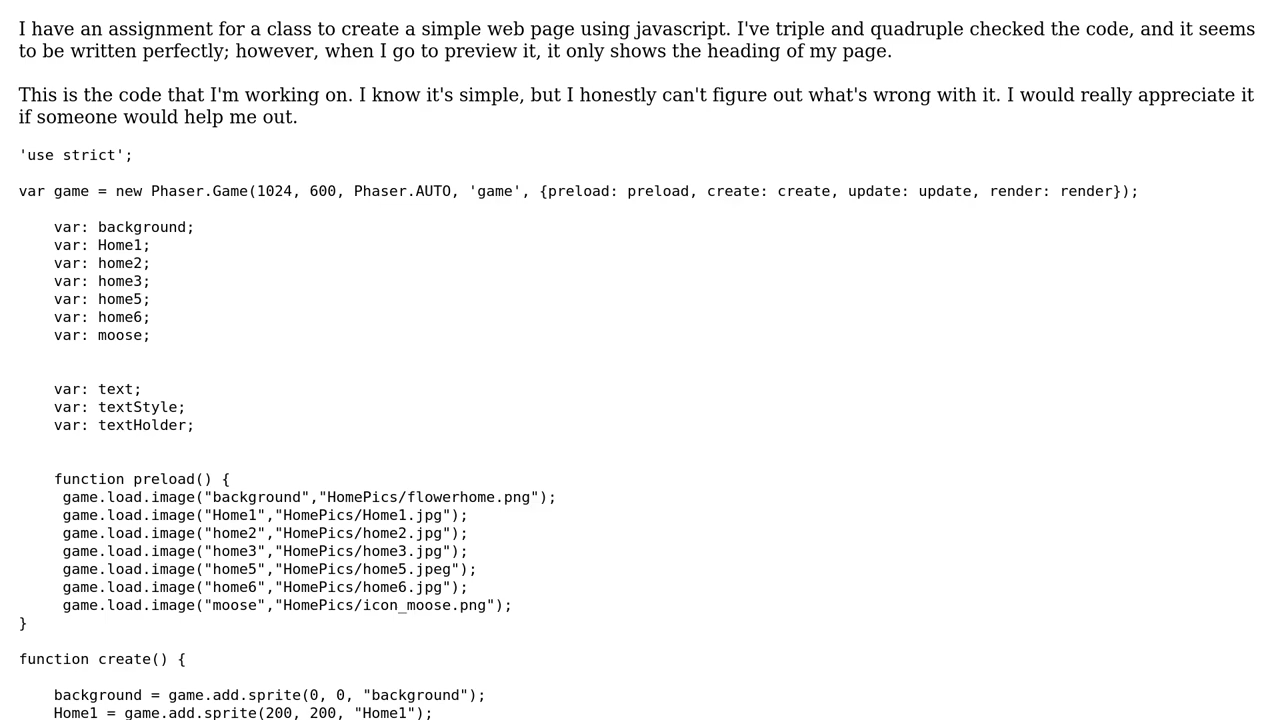 I have an assignment for a class to create a simple web page using javascript. I've triple and quadruple checked the code, and it seems
to be written perfectly; however, when I go to preview it, it only shows the heading of my page.
This is the code that I'm working on. I know it's simple, but I honestly can't figure out what's wrong with it. I would really appreciate it
if someone would help me out.
'use strict';
var game = new Phaser.Game(1024, 600, Phaser.AUTO, 'game', {preload: preload, create: create, update: update, render: render});
var: background;
var: Home1;
var: home2;
var: home3;
var: home5;
var: home6;
var: moose;
var: text;
var: textStyle;
var: textHolder;
function preload() {
game.load.image("background","HomePics/flowerhome.png");
game.load.image("Home1","HomePics/Home1.jpg");
game.load.image("home2","HomePics/home2.jpg");
game.load.image("home3","HomePics/home3.jpg");
game.load.image("home5","HomePics/home5.jpeg");
game.load.image("home6","HomePics/home6.jpg");
game.load.image("moose","HomePics/icon_moose.png");
}
function create() {
background = game.add.sprite(0, 0, "background");
Home1 = game.add.sprite(200, 200, "Home1");